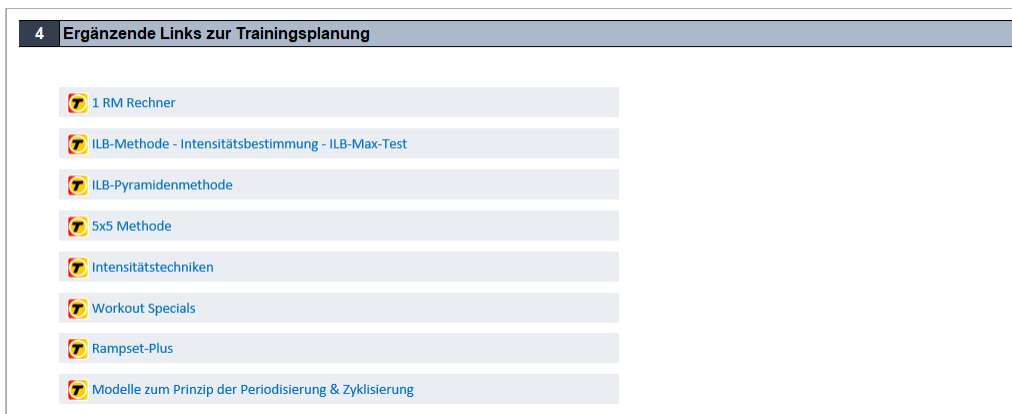 4 Ergänzende Links zur Trainingsplanung
T 1 RM Rechner
T ILB-Methode - Intensitätsbestimmung - ILB-Max-Test
T ILB-Pyramidenmethode
T 5x5 Methode
T Intensitätstechniken
T Workout Specials
T Rampset-Plus
T Modelle zum Prinzip der Periodisierung & Zyklisierung